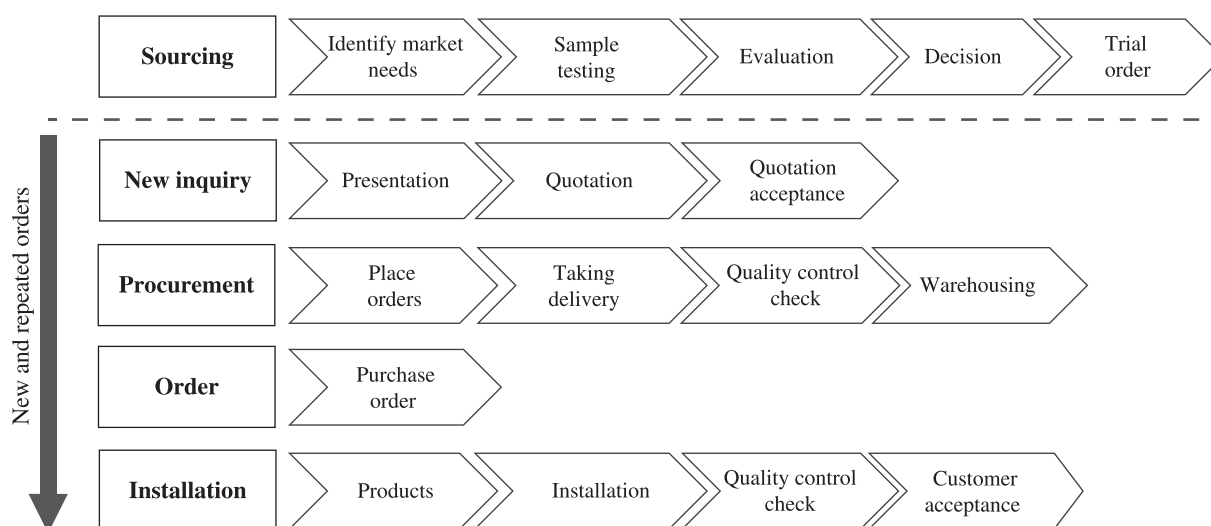 Sourcing
Identify market
needs
Sample
testing
Evaluation
Decision
Trial
order
New and repeated orders
New inquiry
Presentation
Quotation
Quotation
acceptance
Procurement
Place
orders
Taking
delivery
Quality control
check
Warehousing
Order
Purchase
order
Installation
Products
Installation
Quality control
check
Customer
acceptance